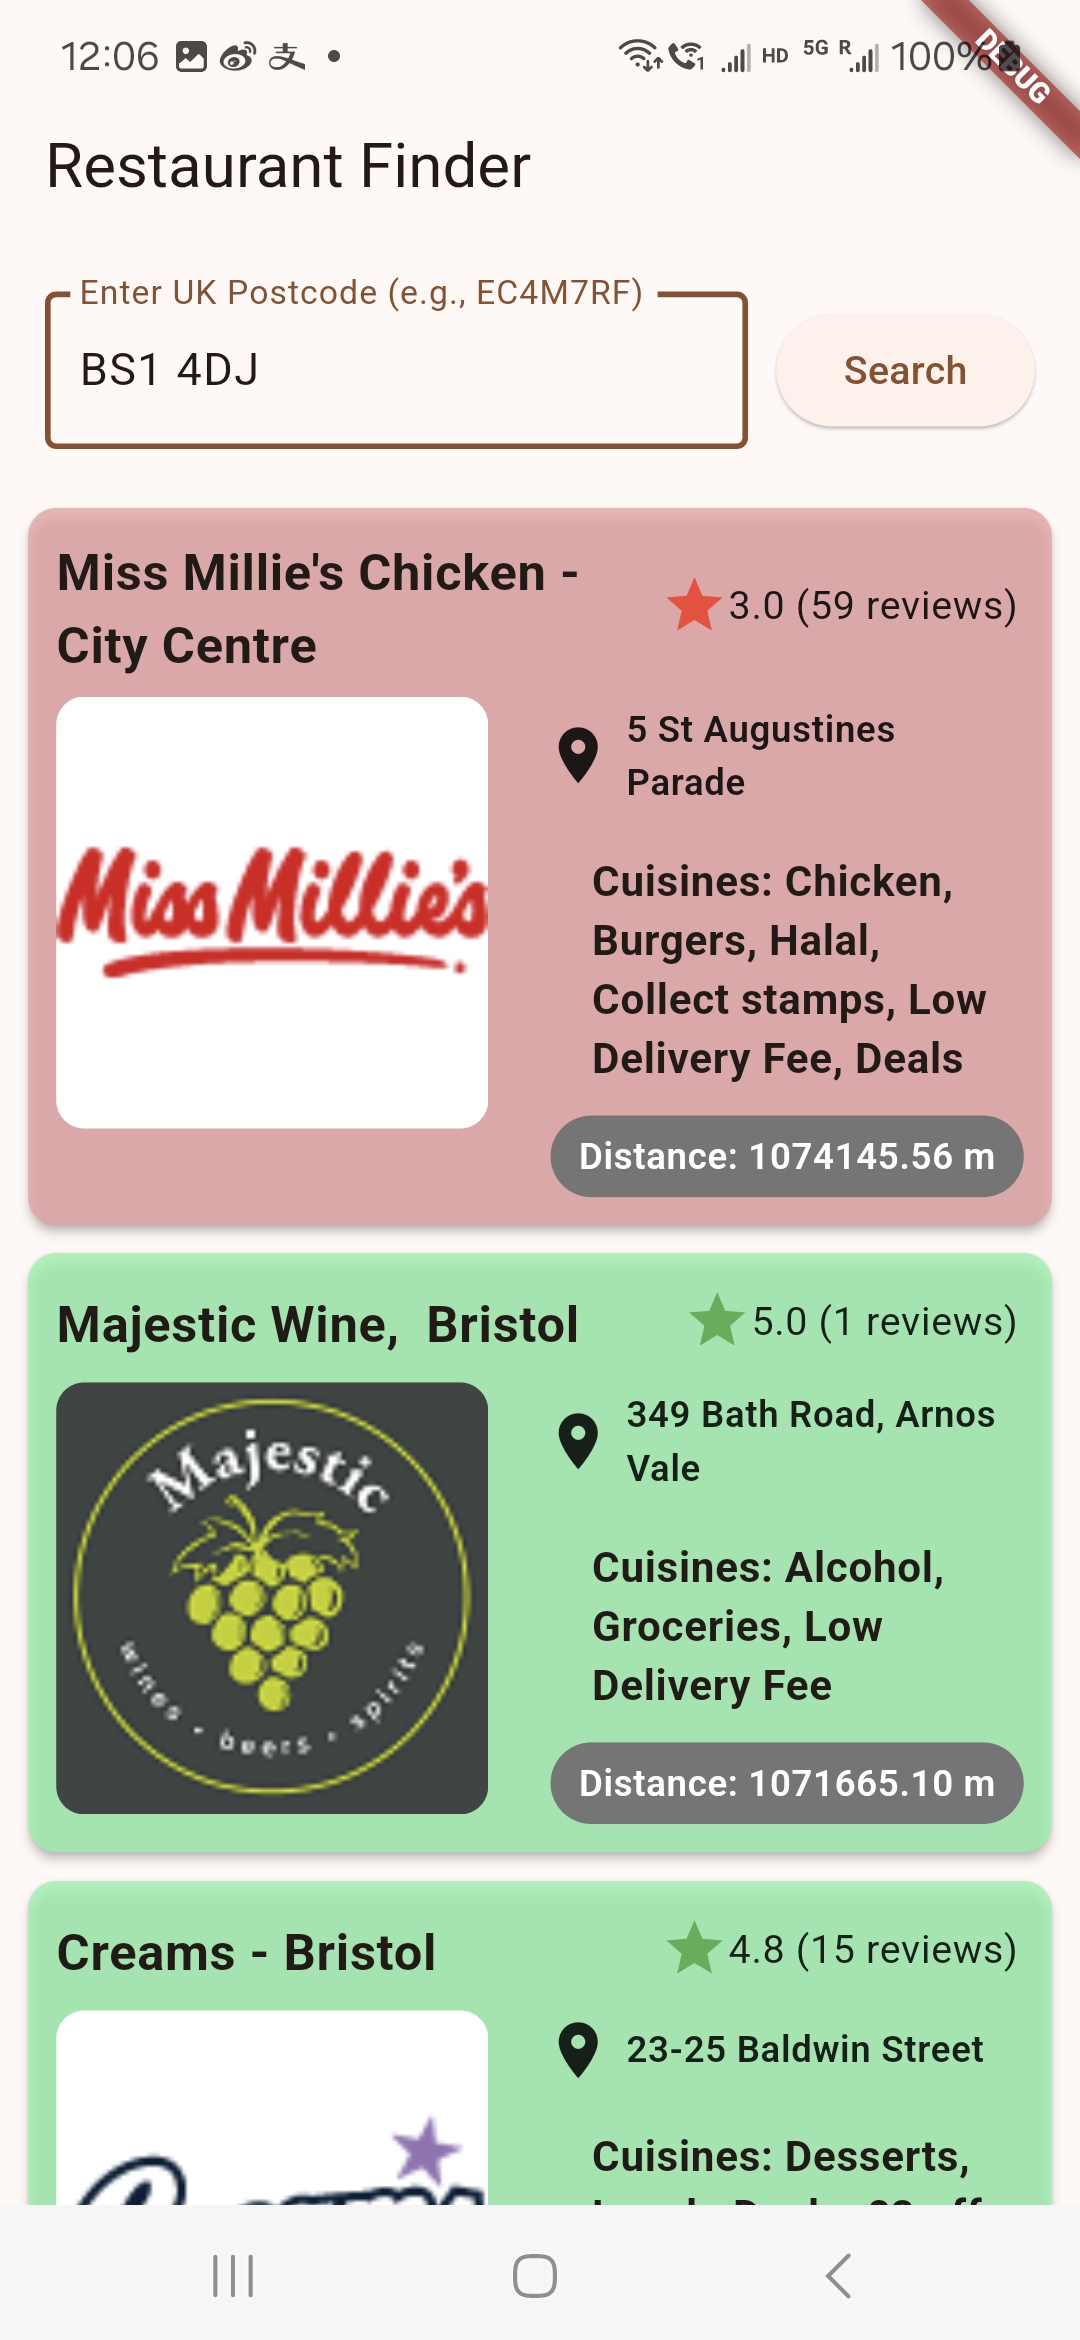 12:06 支 HD 5G R 100%
DEBUG
Restaurant Finder
Enter UK Postcode (e.g., EC4M7RF)
BS1 4DJ
Search
Miss Millie's Chicken -
City Centre
3.0 (59 reviews)
Miss Millie's
5 St Augustines
Parade
Cuisines: Chicken,
Burgers, Halal,
Collect stamps, Low
Delivery Fee, Deals
Distance: 1074145.56 m
Majestic Wine,  Bristol
5.0 (1 reviews)
Majestic
wines • beers • spirits
349 Bath Road, Arnos
Vale
Cuisines: Alcohol,
Groceries, Low
Delivery Fee
Distance: 1071665.10 m
Creams - Bristol
4.8 (15 reviews)
23-25 Baldwin Street
Cuisines: Desserts,